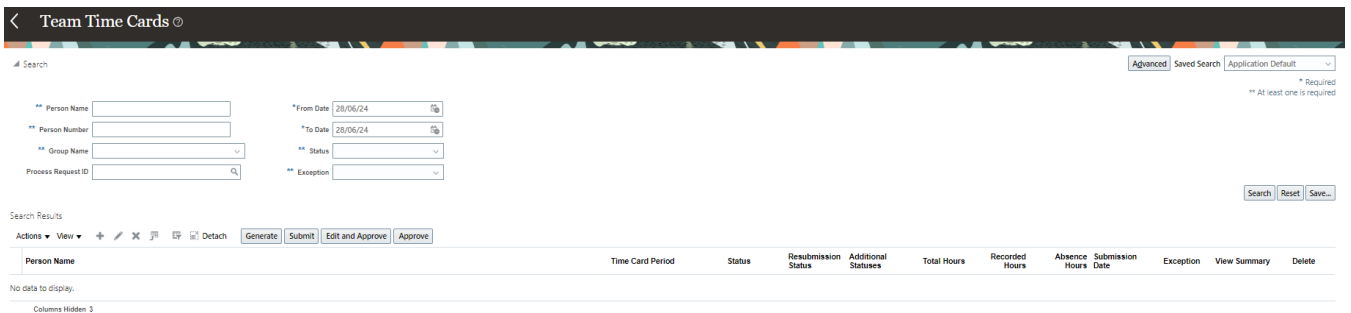 Team Time Cards
Search
Advanced Saved Search Application Default
* Required
** At least one is required
** Person Name
*From Date 28/06/24
** Person Number
*To Date 28/06/24
** Group Name
** Status
Process Request ID
** Exception
Search Reset Save...
Search Results
Actions View Detach Generate Submit Edit and Approve Approve
Person Name Time Card Period Status Resubmission Status Additional Statuses Total Hours Recorded Hours Absence Hours Submission Date Exception View Summary Delete
No data to display.
Columns Hidden 3